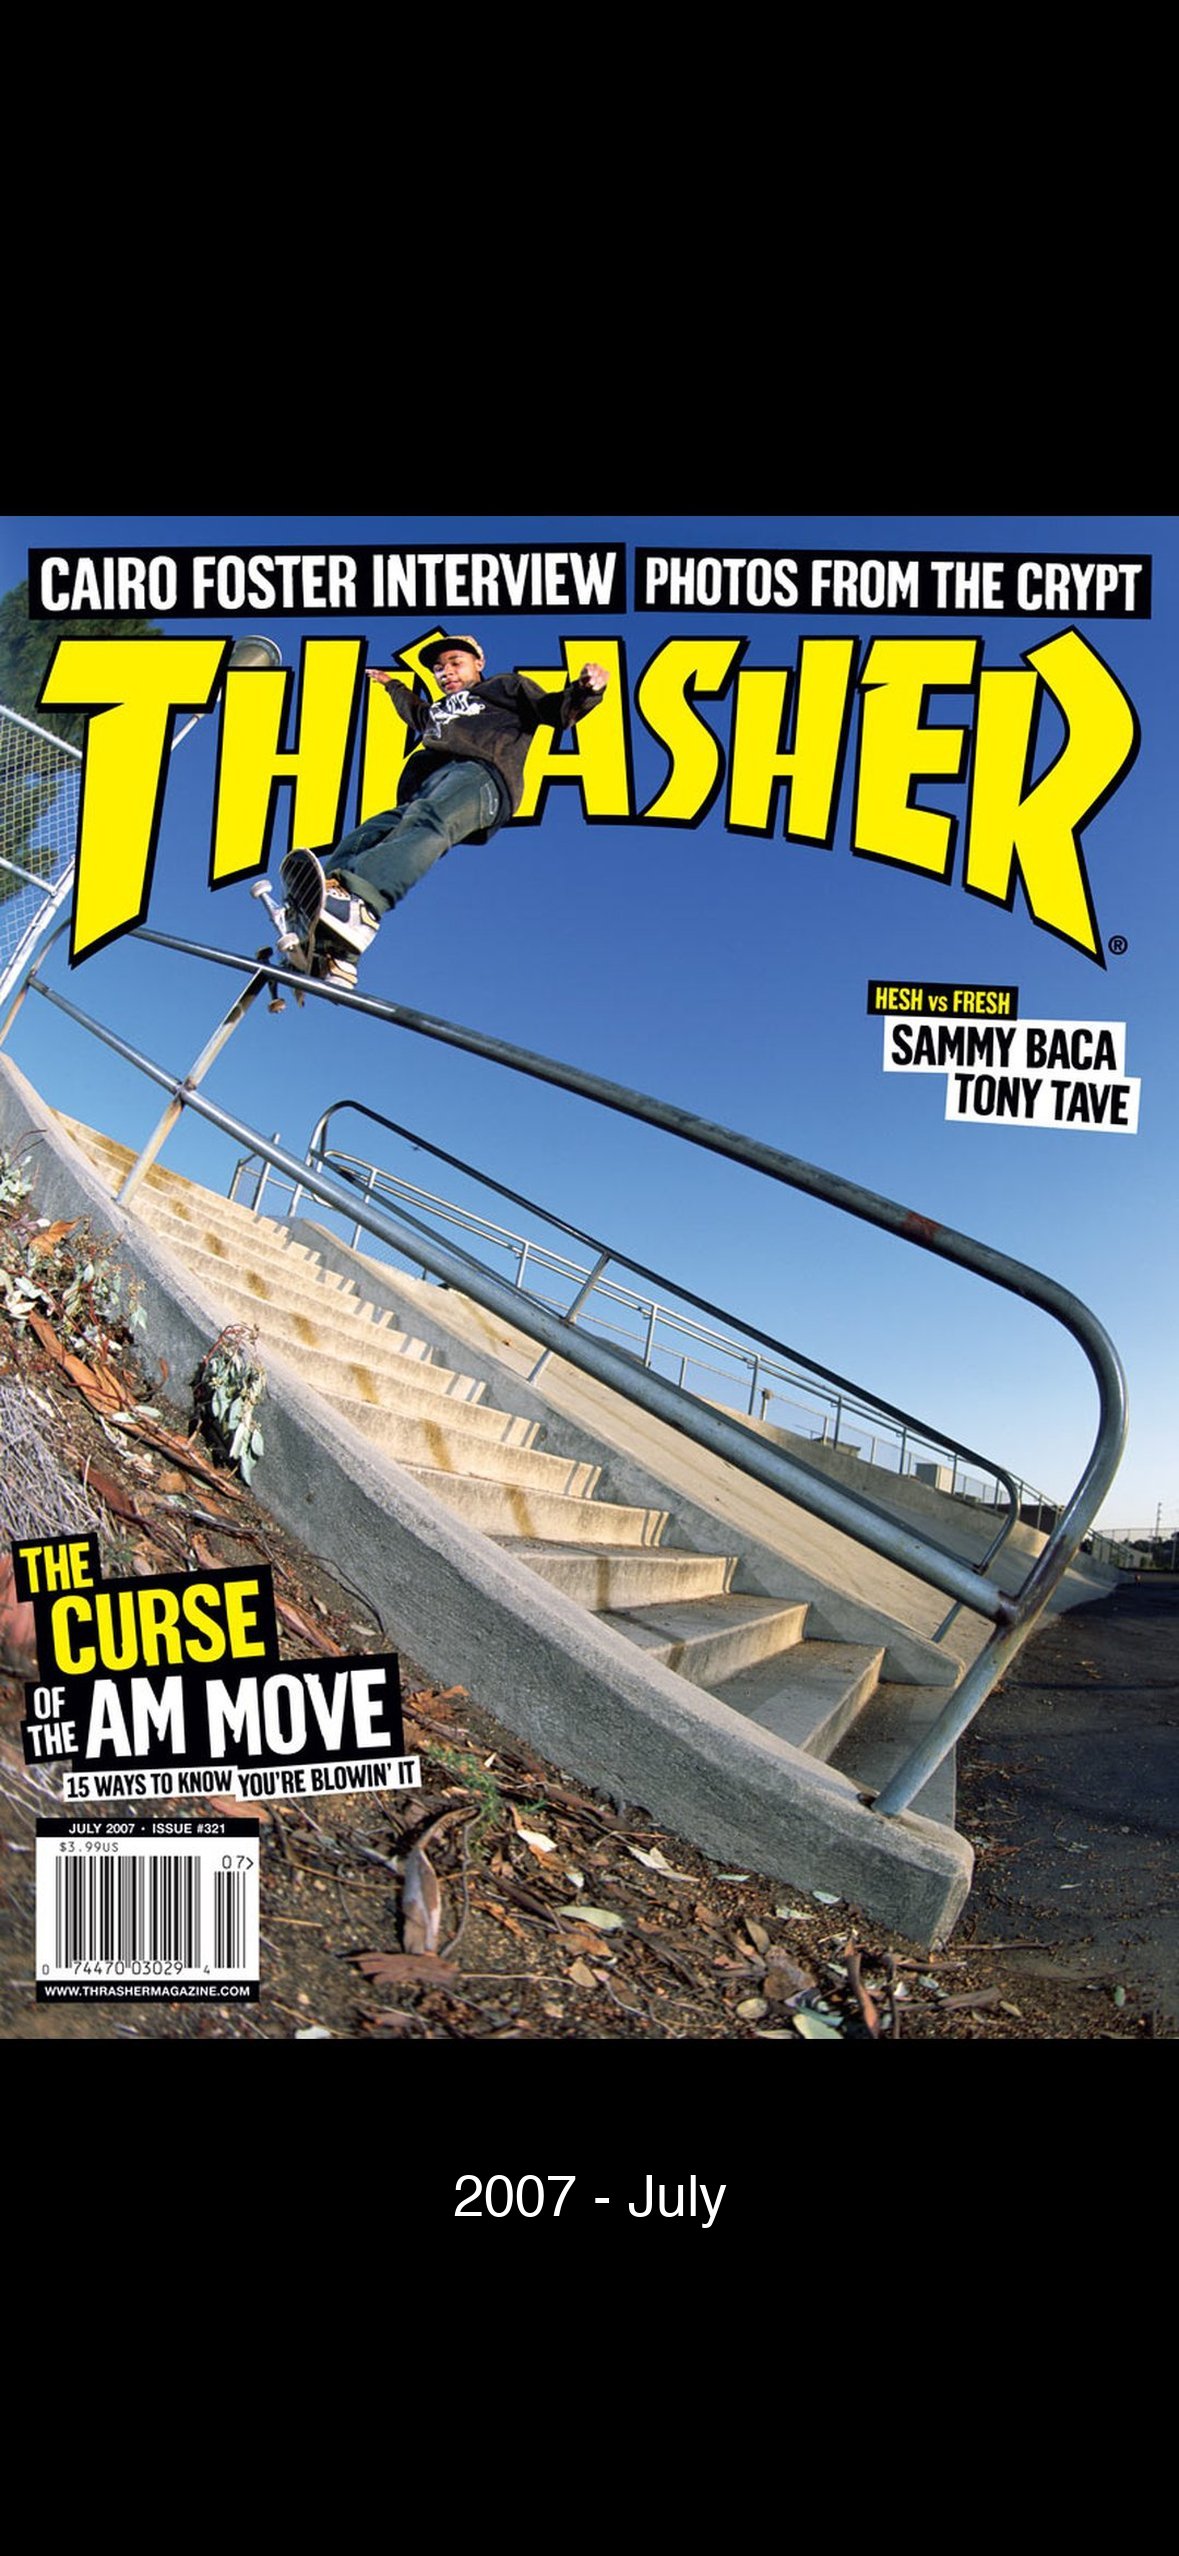 CAIRO FOSTER INTERVIEW
PHOTOS FROM THE CRYPT
THRASHER
®
HESH vs FRESH
SAMMY BACA
TONY TAVE
THE
CURSE
OF THE AM MOVE
15 WAYS TO KNOW YOU'RE BLOWIN' IT
JULY 2007 · ISSUE #321
$3.99US
07>
0 74470 03029 4
WWW.THRASHERMAGAZINE.COM
2007 - July